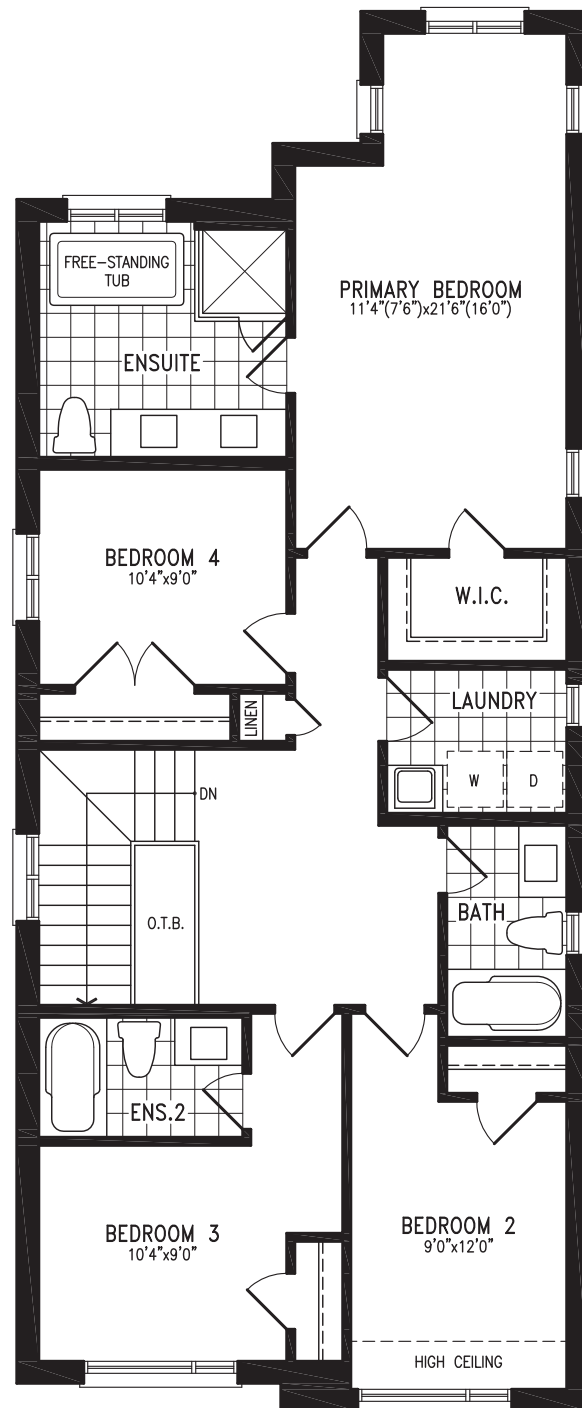 FREE-STANDING
TUB
PRIMARY BEDROOM
11'4"(7'6")x21'6"(16'0")
ENSUITE
BEDROOM 4
10'4"x9'0"
W.I.C.
LINEN
LAUNDRY
W
D
DN
O.T.B.
BATH
ENS.2
BEDROOM 3
10'4"x9'0"
BEDROOM 2
9'0"x12'0"
HIGH CEILING